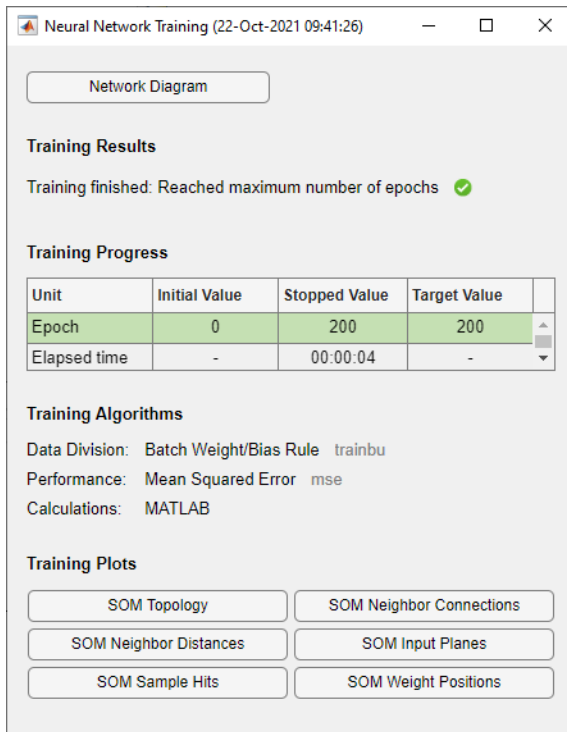 Neural Network Training (22-Oct-2021 09:41:26)
Network Diagram
Training Results
Training finished: Reached maximum number of epochs
Training Progress
Unit Initial Value Stopped Value Target Value
Epoch 0 200 200
Elapsed time - 00:00:04 -
Training Algorithms
Data Division: Batch Weight/Bias Rule trainbu
Performance: Mean Squared Error mse
Calculations: MATLAB
Training Plots
SOM Topology SOM Neighbor Connections
SOM Neighbor Distances SOM Input Planes
SOM Sample Hits SOM Weight Positions